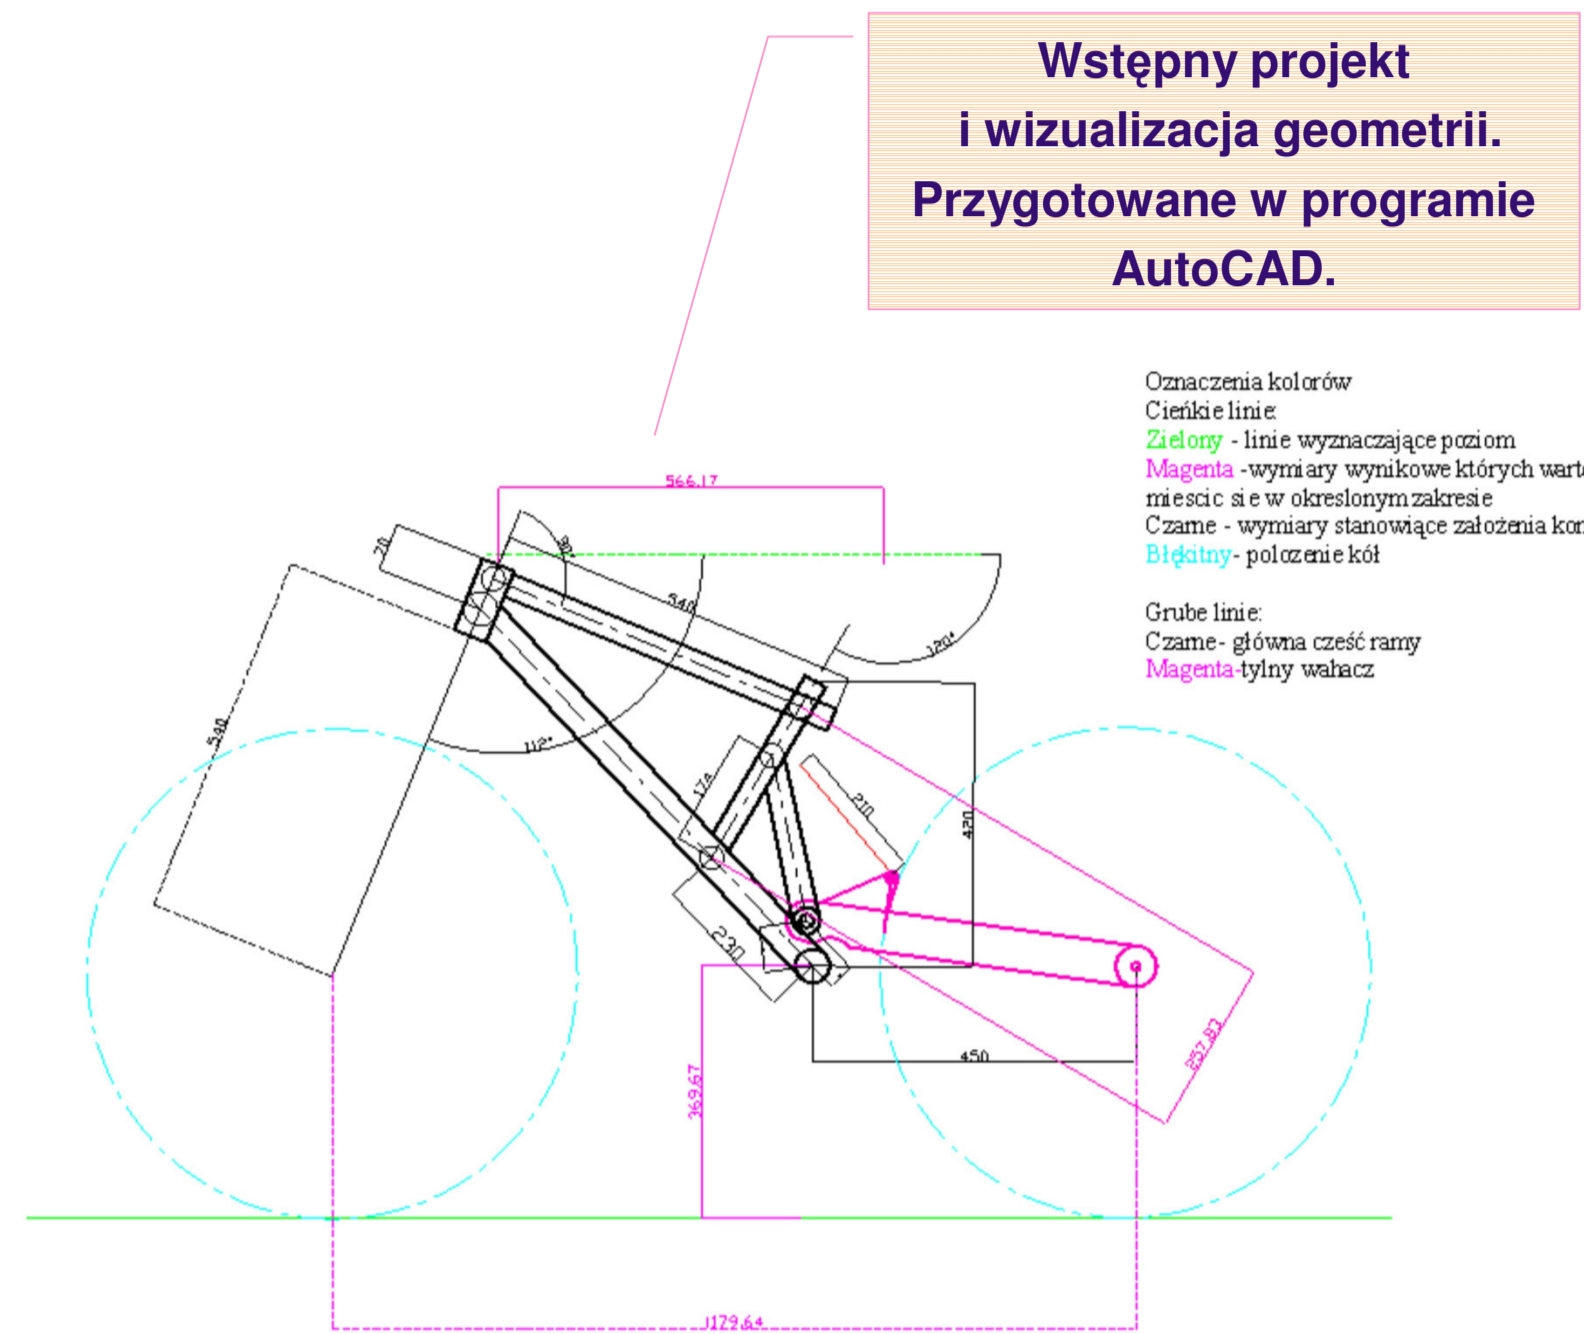 Wstępny projekt
i wizualizacja geometrii.
Przygotowane w programie
AutoCAD.
Oznaczenia kolorów
Cieńkie linie:
Zielony - linie wyznaczające poziom
Magenta -wymiary wynikowe których wart
miescic sie w okreslonym zakresie
Czarne - wymiary stanowiące założenia kon
Błękitny- polozenie kół
Grube linie:
Czarne- główna cześć ramy
Magenta-tylny wahacz
566.17
90°
540
120°
540
112°
174
210
420
230
450
257.83
369.67
1179.64